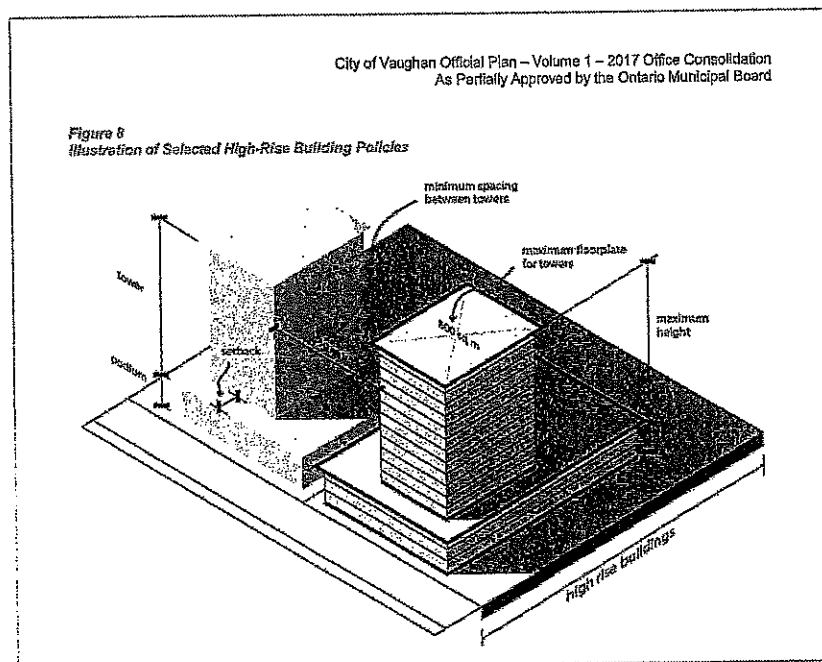 City of Vaughan Official Plan – Volume 1 – 2017 Office Consolidation
As Partially Approved by the Ontario Municipal Board
Figure 8
Illustration of Selected High-Rise Building Policies
minimum spacing
between towers
maximum floorplate
for towers
tower
800 sq.m
maximum
height
setback
podium
high rise buildings